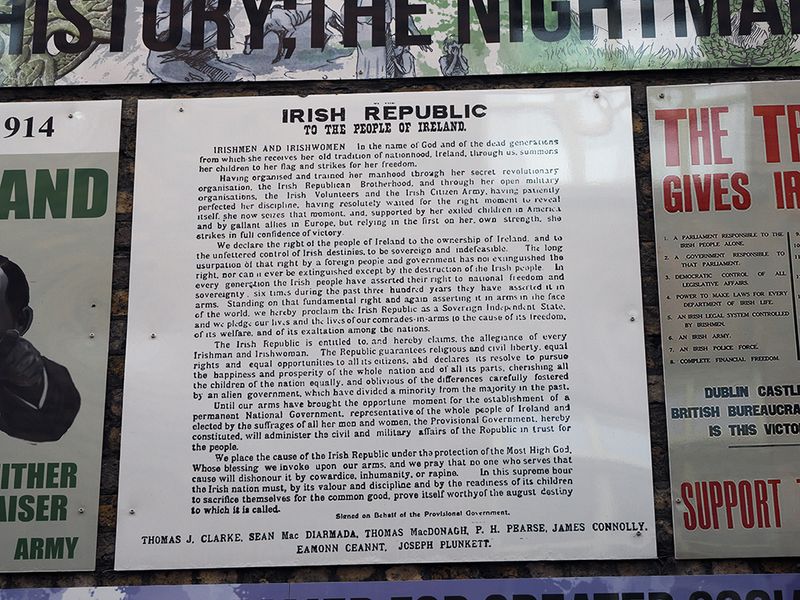 HISTORY, THE NIGHTMA
1914
AND
ITHER
AISER
ARMY
IRISH REPUBLIC
TO THE PEOPLE OF IRELAND.
IRISHMEN AND IRISHWOMEN In the name of God and of the dead generations
from which she receives her old tradition of nationhood, Ireland, through us, summons
her children to her flag and strikes for her freedom.
Having organised and trained her manhood through her secret revolutionary
organisation, the Irish Republican Brotherhood, and through her open military
organisations, the Irish Volunteers and the Irish Citizen Army, having patiently
perfected her discipline, having resolutely waited for the right moment to reveal
itself, she now seizes that moment, and, supported by her exiled children in America
and by gallant allies in Europe, but relying in the first on her own strength, she
strikes in full confidence of victory.
We declare the right of the people of Ireland to the ownership of Ireland, and to
the unfettered control of Irish destinies, to be sovereign and indefeasible. The long
usurpation of that right by a foreign people and government has not extinguished the
right, nor can it ever be extinguished except by the destruction of the Irish people. In
every generation the Irish people have asserted their right to national freedom and
sovereignty, six times during the past three hundred years they have asserted it in
arms. Standing on that fundamental right and again asserting it in arms in the face
of the world, we hereby proclaim the Irish Republic as a Sovereign Independent State,
and we pledge our lives and the lives of our comrades-in-arms to the cause of its freedom,
of its welfare, and of its exaltation among the nations.
The Irish Republic is entitled to, and hereby claims, the allegiance of every
Irishman and Irishwoman. The Republic guarantees religious and civil liberty, equal
rights and equal opportunities to all its citizens, and declares its resolve to pursue
the happiness and prosperity of the whole nation and of all its parts, cherishing all
the children of the nation equally, and oblivious of the differences carefully fostered
by an alien government, which have divided a minority from the majority in the past.
Until our arms have brought the opportune moment for the establishment of a
permanent National Government, representative of the whole people of Ireland and
elected by the suffrages of all her men and women, the Provisional Government, hereby
constituted, will administer the civil and military affairs of the Republic in trust for
the people.
We place the cause of the Irish Republic under the protection of the Most High God,
Whose blessing we invoke upon our arms, and we pray that no one who serves that
cause will dishonour it by cowardice, inhumanity, or rapine. In this supreme hour
the Irish nation must, by its valour and discipline and by the readiness of its children
to sacrifice themselves for the common good, prove itself worthy of the august destiny
to which it is called.
Signed on Behalf of the Provisional Government.
THOMAS J. CLARKE, SEAN Mac DIARMADA, THOMAS MacDONAGH, P. H. PEARSE, JAMES CONNOLLY,
EAMONN CEANNT, JOSEPH PLUNKETT.
THE TR
GIVES IR
1. A PARLIAMENT RESPONSIBLE TO THE
IRISH PEOPLE ALONE.
2. A GOVERNMENT RESPONSIBLE TO
THAT PARLIAMENT.
3. DEMOCRATIC CONTROL OF ALL
LEGISLATIVE AFFAIRS.
4. POWER TO MAKE LAWS FOR EVERY
DEPARTMENT OF IRISH LIFE.
5. AN IRISH LEGAL SYSTEM CONTROLLED
BY IRISHMEN.
6. AN IRISH ARMY.
7. AN IRISH POLICE FORCE.
8. COMPLETE FINANCIAL FREEDOM.
DUBLIN CASTL
BRITISH BUREAUCRA
IS THIS VICTO
SUPPORT T